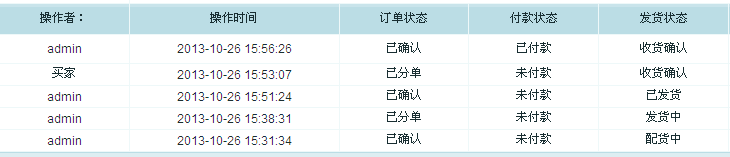 操作者： 操作时间 订单状态 付款状态 发货状态
admin 2013-10-26 15:56:26 已确认 已付款 收货确认
买家 2013-10-26 15:53:07 已分单 未付款 收货确认
admin 2013-10-26 15:51:24 已确认 未付款 已发货
admin 2013-10-26 15:38:31 已分单 未付款 发货中
admin 2013-10-26 15:31:34 已确认 未付款 配货中